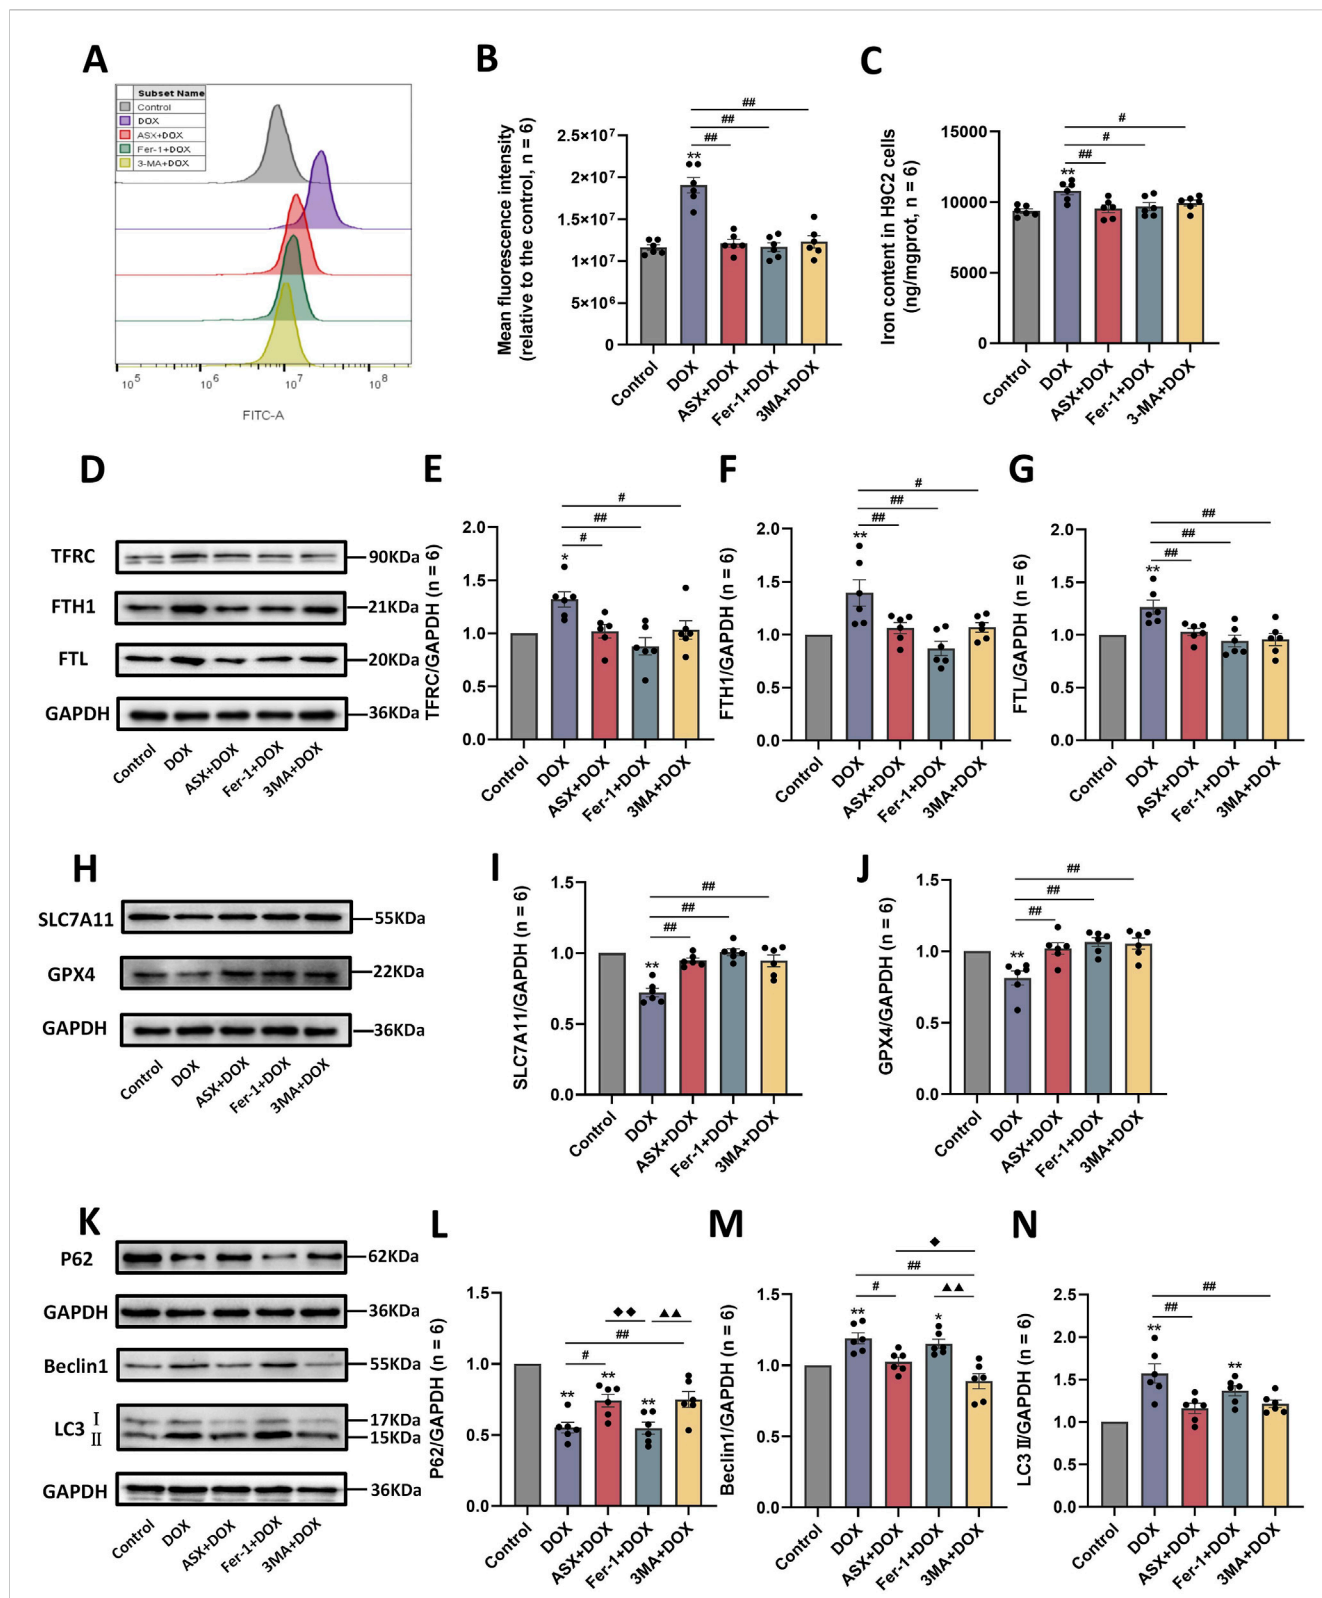 A
Subset Name
Control
DOX
ASX+DOX
Fer-1+DOX
3-MA+DOX
10^5
10^6
10^7
10^8
FITC-A
B
Mean fluorescence intensity
(relative to the control, n = 6)
2.5×10^7
2×10^7
1.5×10^7
1×10^7
5×10^6
0
##
##
##
**
Control
DOX
ASX+DOX
Fer-1+DOX
3MA+DOX
C
Iron content in H9C2 cells
(ng/mgprot, n = 6)
15000
10000
5000
0
#
#
##
**
Control
DOX
ASX+DOX
Fer-1+DOX
3-MA+DOX
D
TFRC
90KDa
FTH1
21KDa
FTL
20KDa
GAPDH
36KDa
Control
DOX
ASX+DOX
Fer-1+DOX
3MA+DOX
E
TFRC/GAPDH (n = 6)
2.0
1.5
1.0
0.5
0.0
#
##
#
*
Control
DOX
ASX+DOX
Fer-1+DOX
3MA+DOX
F
FTH1/GAPDH (n = 6)
2.0
1.5
1.0
0.5
0.0
#
##
##
**
Control
DOX
ASX+DOX
Fer-1+DOX
3MA+DOX
G
FTL/GAPDH (n = 6)
2.0
1.5
1.0
0.5
0.0
##
##
##
**
Control
DOX
ASX+DOX
Fer-1+DOX
3MA+DOX
H
SLC7A11
55KDa
GPX4
22KDa
GAPDH
36KDa
Control
DOX
ASX+DOX
Fer-1+DOX
3MA+DOX
I
SLC7A11/GAPDH (n = 6)
1.5
1.0
0.5
0.0
##
##
##
**
Control
DOX
ASX+DOX
Fer-1+DOX
3MA+DOX
J
GPX4/GAPDH (n = 6)
1.5
1.0
0.5
0.0
##
##
##
**
Control
DOX
ASX+DOX
Fer-1+DOX
3MA+DOX
K
P62
62KDa
GAPDH
36KDa
Beclin1
55KDa
LC3
I
17KDa
II
15KDa
GAPDH
36KDa
Control
DOX
ASX+DOX
Fer-1+DOX
3MA+DOX
L
P62/GAPDH (n = 6)
1.5
1.0
0.5
0.0
◆◆
▲▲
##
#
**
**
**
Control
DOX
ASX+DOX
Fer-1+DOX
3MA+DOX
M
Beclin1/GAPDH (n = 6)
1.5
1.0
0.5
0.0
◆
##
#
▲▲
**
*
Control
DOX
ASX+DOX
Fer-1+DOX
3MA+DOX
N
LC3 II/GAPDH (n = 6)
2.5
2.0
1.5
1.0
0.5
0.0
##
##
**
**
Control
DOX
ASX+DOX
Fer-1+DOX
3MA+DOX